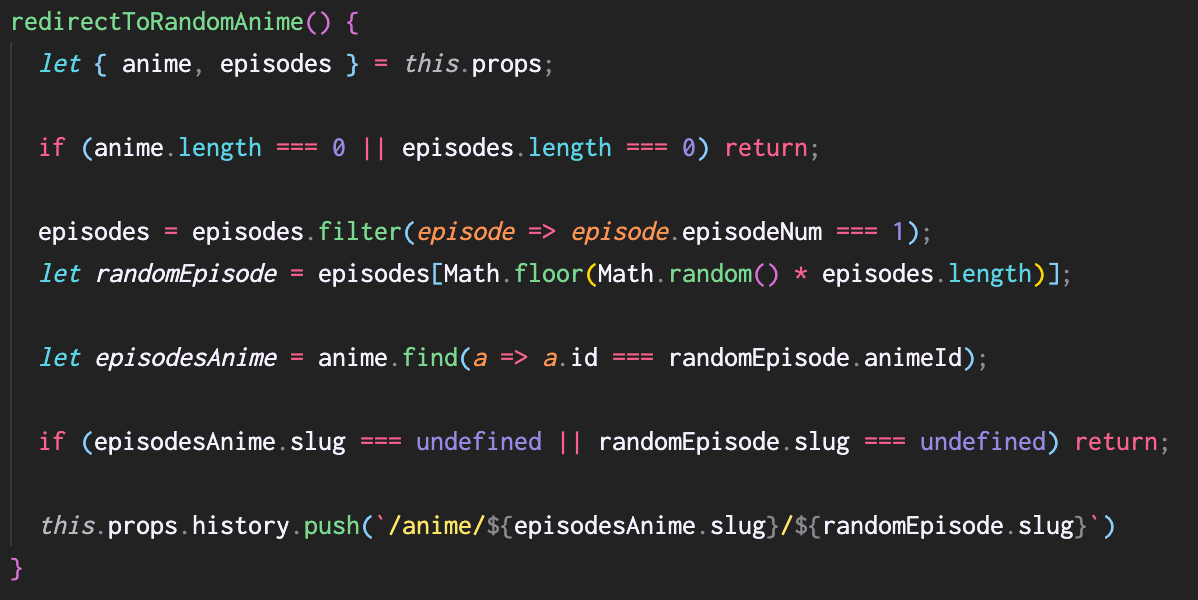 redirectToRandomAnime() {
  let { anime, episodes } = this.props;

  if (anime.length === 0 || episodes.length === 0) return;

  episodes = episodes.filter(episode => episode.episodeNum === 1);
  let randomEpisode = episodes[Math.floor(Math.random() * episodes.length)];

  let episodesAnime = anime.find(a => a.id === randomEpisode.animeId);

  if (episodesAnime.slug === undefined || randomEpisode.slug === undefined) return;

  this.props.history.push(`/anime/${episodesAnime.slug}/${randomEpisode.slug}`)
}